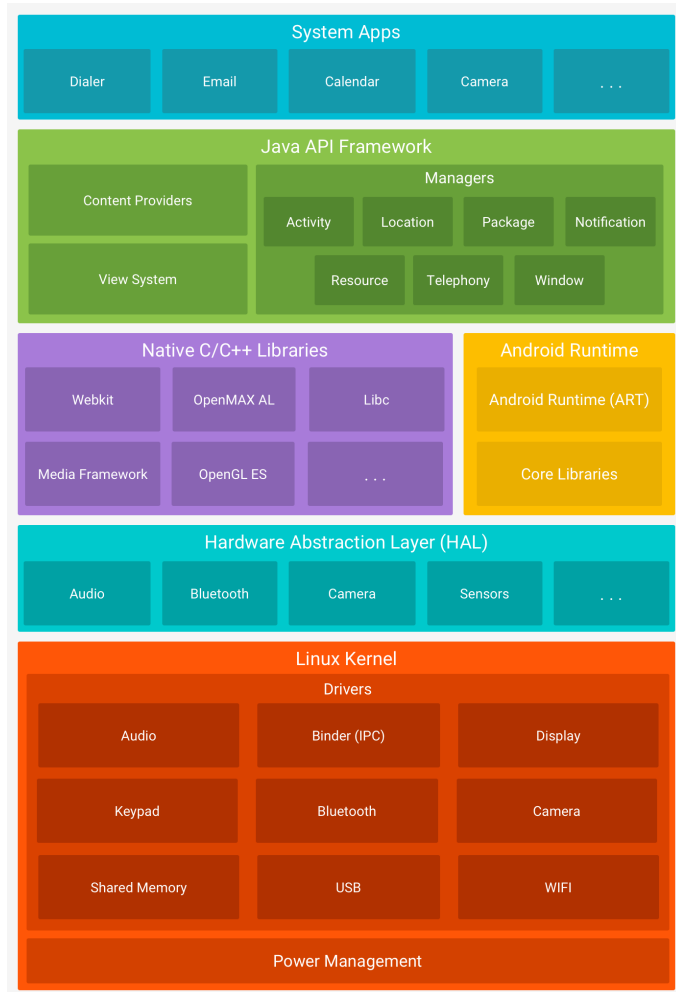 System Apps
Dialer
Email
Calendar
Camera
. . .
Java API Framework
Content Providers
View System
Managers
Activity
Location
Package
Notification
Resource
Telephony
Window
Native C/C++ Libraries
Webkit
OpenMAX AL
Libc
Media Framework
OpenGL ES
. . .
Android Runtime
Android Runtime (ART)
Core Libraries
Hardware Abstraction Layer (HAL)
Audio
Bluetooth
Camera
Sensors
. . .
Linux Kernel
Drivers
Audio
Binder (IPC)
Display
Keypad
Bluetooth
Camera
Shared Memory
USB
WIFI
Power Management